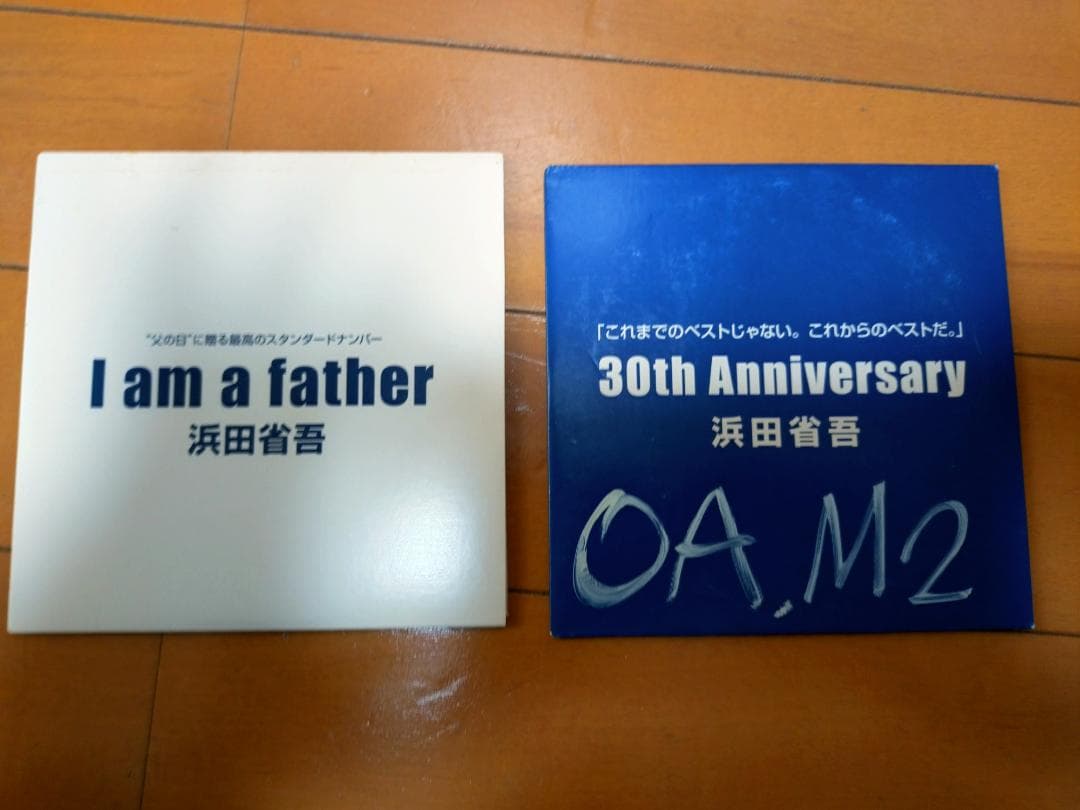 "父の日"に贈る最高のスタンダードナンバー
I am a father
浜田省吾
「これまでのベストじゃない。これからのベストだ。」
30th Anniversary
浜田省吾
OA. M2